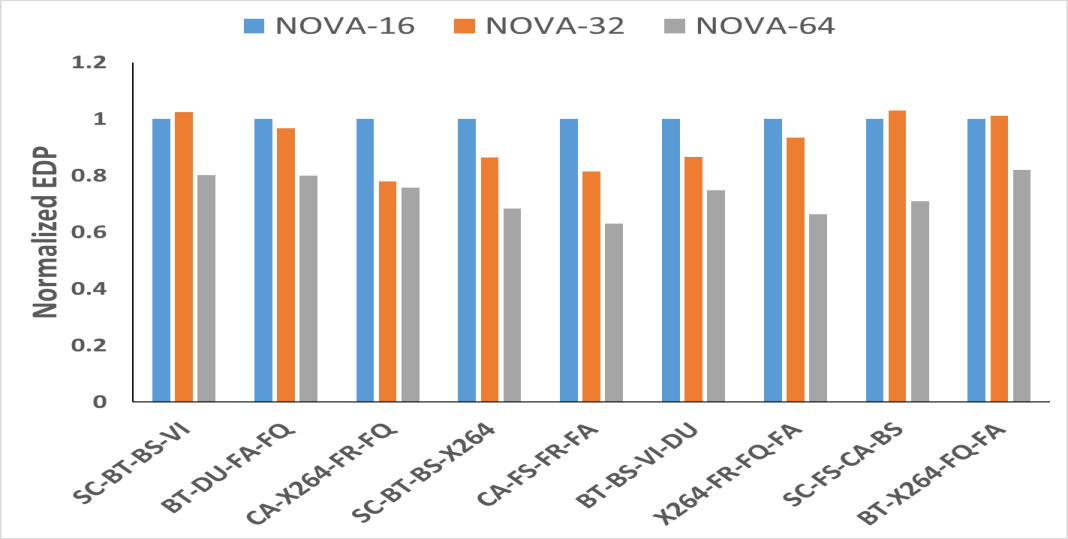 NOVA-16 NOVA-32 NOVA-64
Normalized EDP
1.2
1
0.8
0.6
0.4
0.2
0
SC-BT-BS-VI
BT-DU-FA-FQ
CA-X264-FR-FQ
SC-BT-BS-X264
CA-FS-FR-FA
BT-BS-VI-DU
X264-FR-FQ-FA
SC-FS-CA-BS
BT-X264-FQ-FA